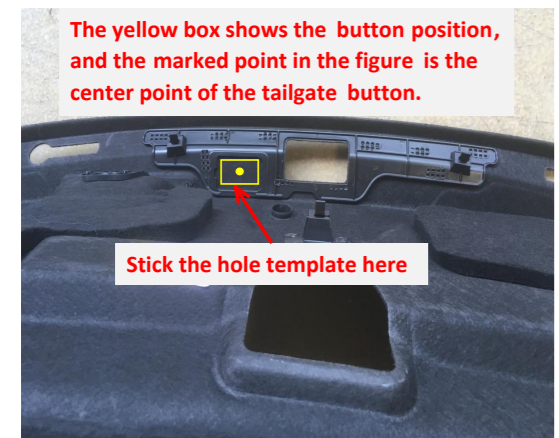 The yellow box shows the button position,
and the marked point in the figure is the
center point of the tailgate button.
Stick the hole template here